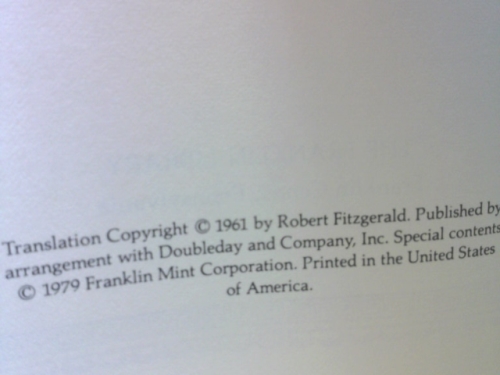 Translation Copyright © 1961 by Robert Fitzgerald. Published by
arrangement with Doubleday and Company, Inc. Special contents
© 1979 Franklin Mint Corporation. Printed in the United States
of America.